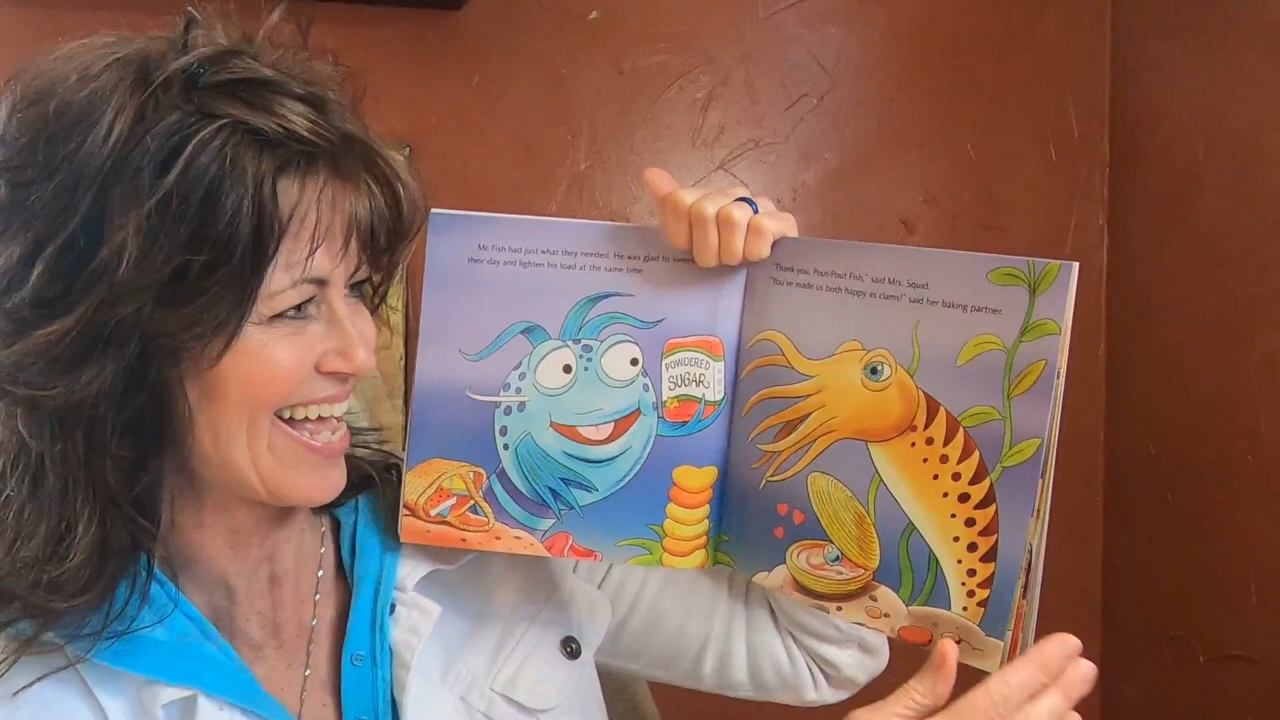 Mr. Fish had just what they needed. He was glad to
their day and lighten his load at the same time.
POWDERED
SUGAR
"Thank you, Pout-Pout Fish," said Mrs. Squid.
"You've made us both happy as clams!" said her baking partner.